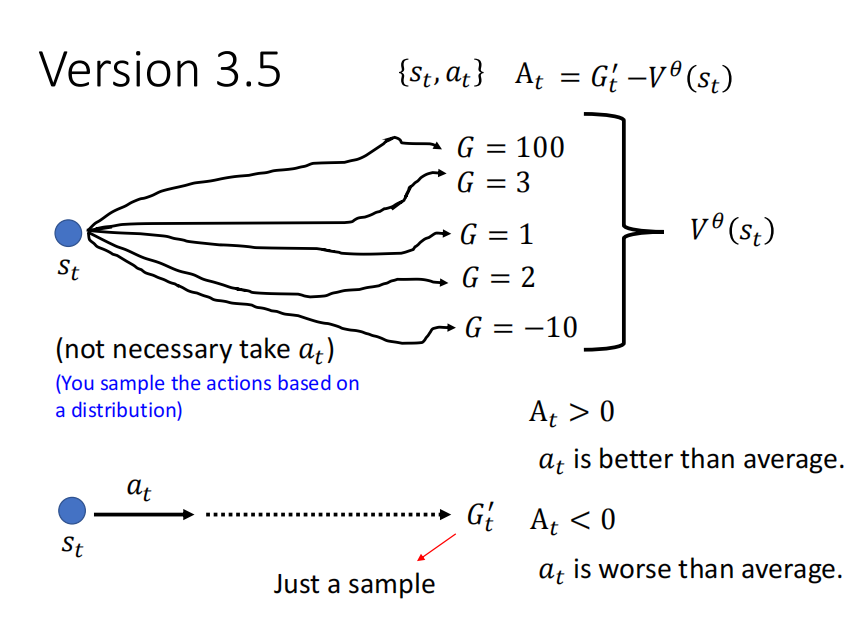 Version 3.5
{s_t, a_t} A_t = G′_t −V^θ(s_t)
G = 100
G = 3
G = 1
V^θ(s_t)
s_t
G = 2
G = −10
(not necessary take a_t)
(You sample the actions based on
a distribution)
A_t > 0
a_t is better than average.
a_t
G′_t
A_t < 0
s_t
a_t is worse than average.
Just a sample